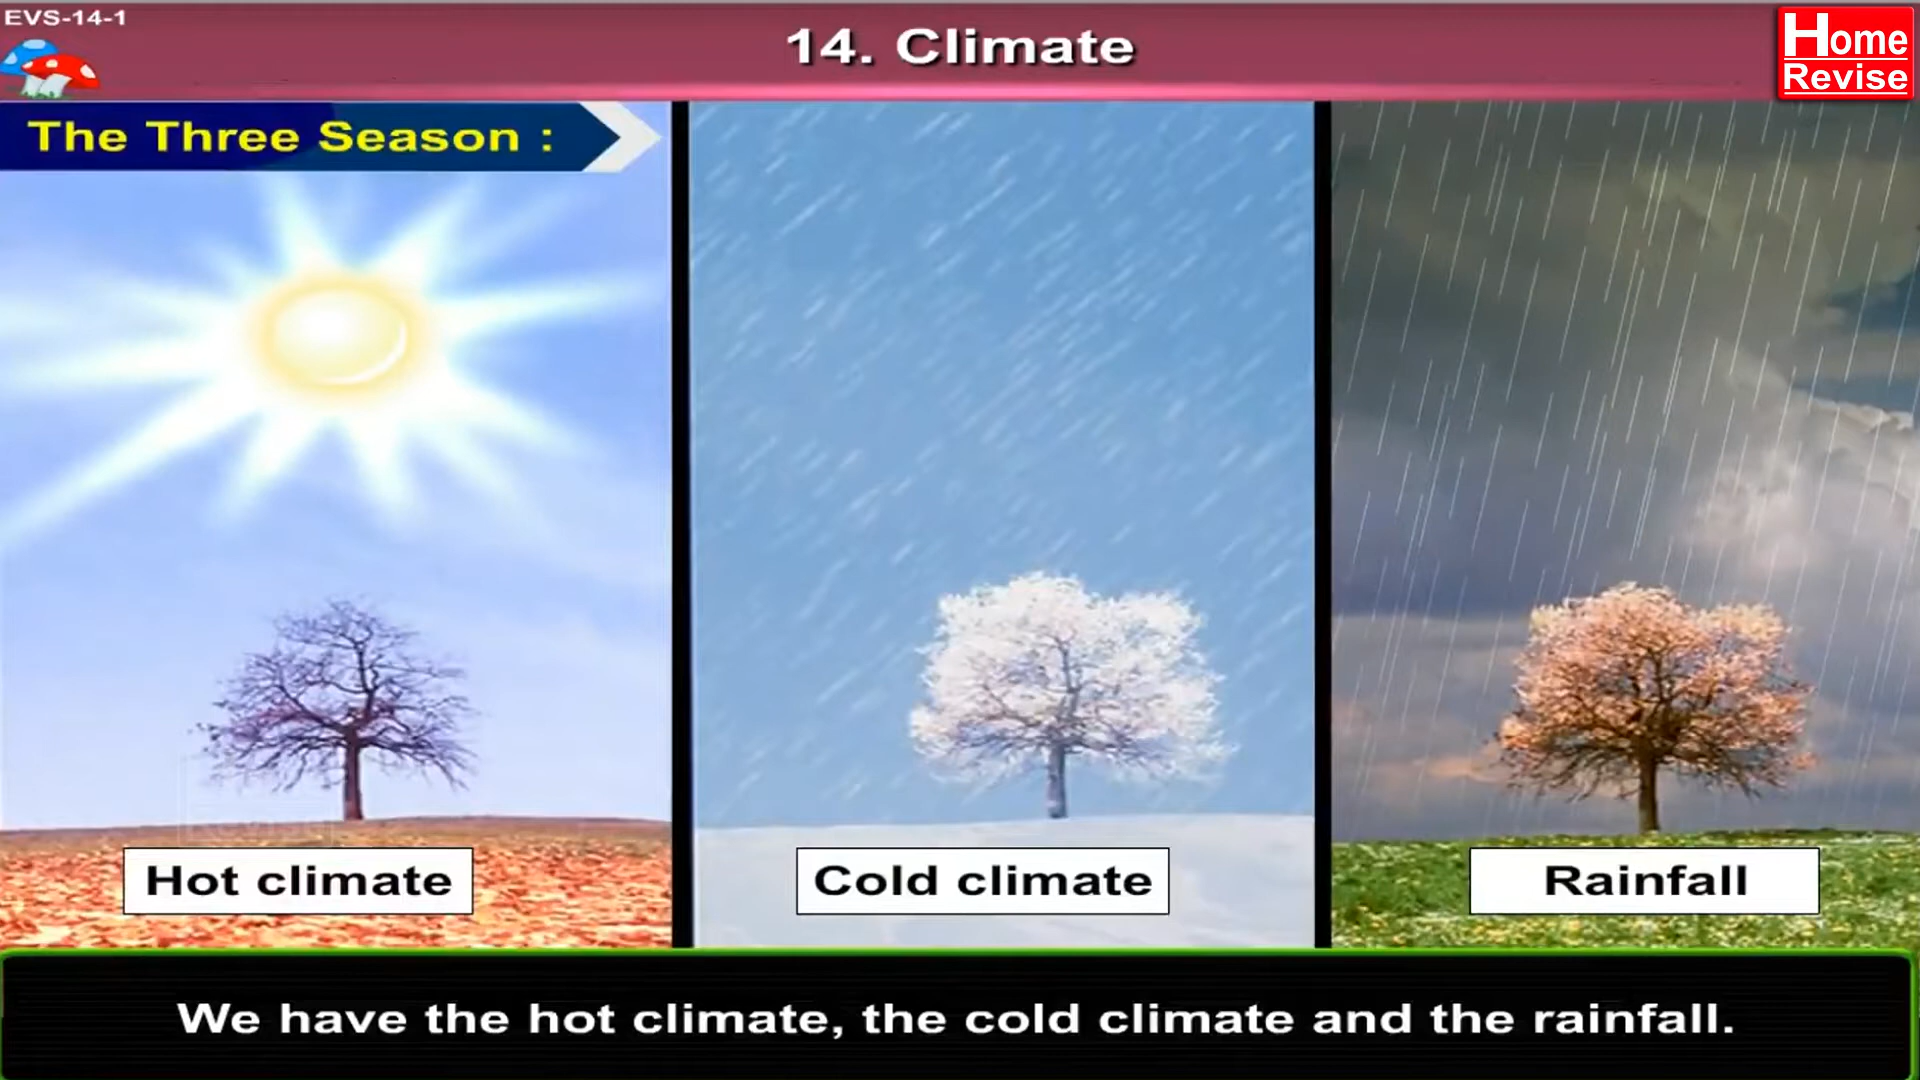 EVS-14-1
14. Climate
Home
Revise
The Three Season :
Hot climate
Cold climate
Rainfall
We have the hot climate, the cold climate and the rainfall.